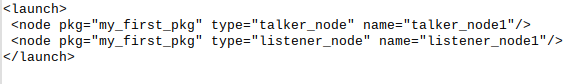 <launch>
 <node pkg="my_first_pkg" type="talker_node" name="talker_node1"/>
 <node pkg="my_first_pkg" type="listener_node" name="listener_node1"/>
</launch>